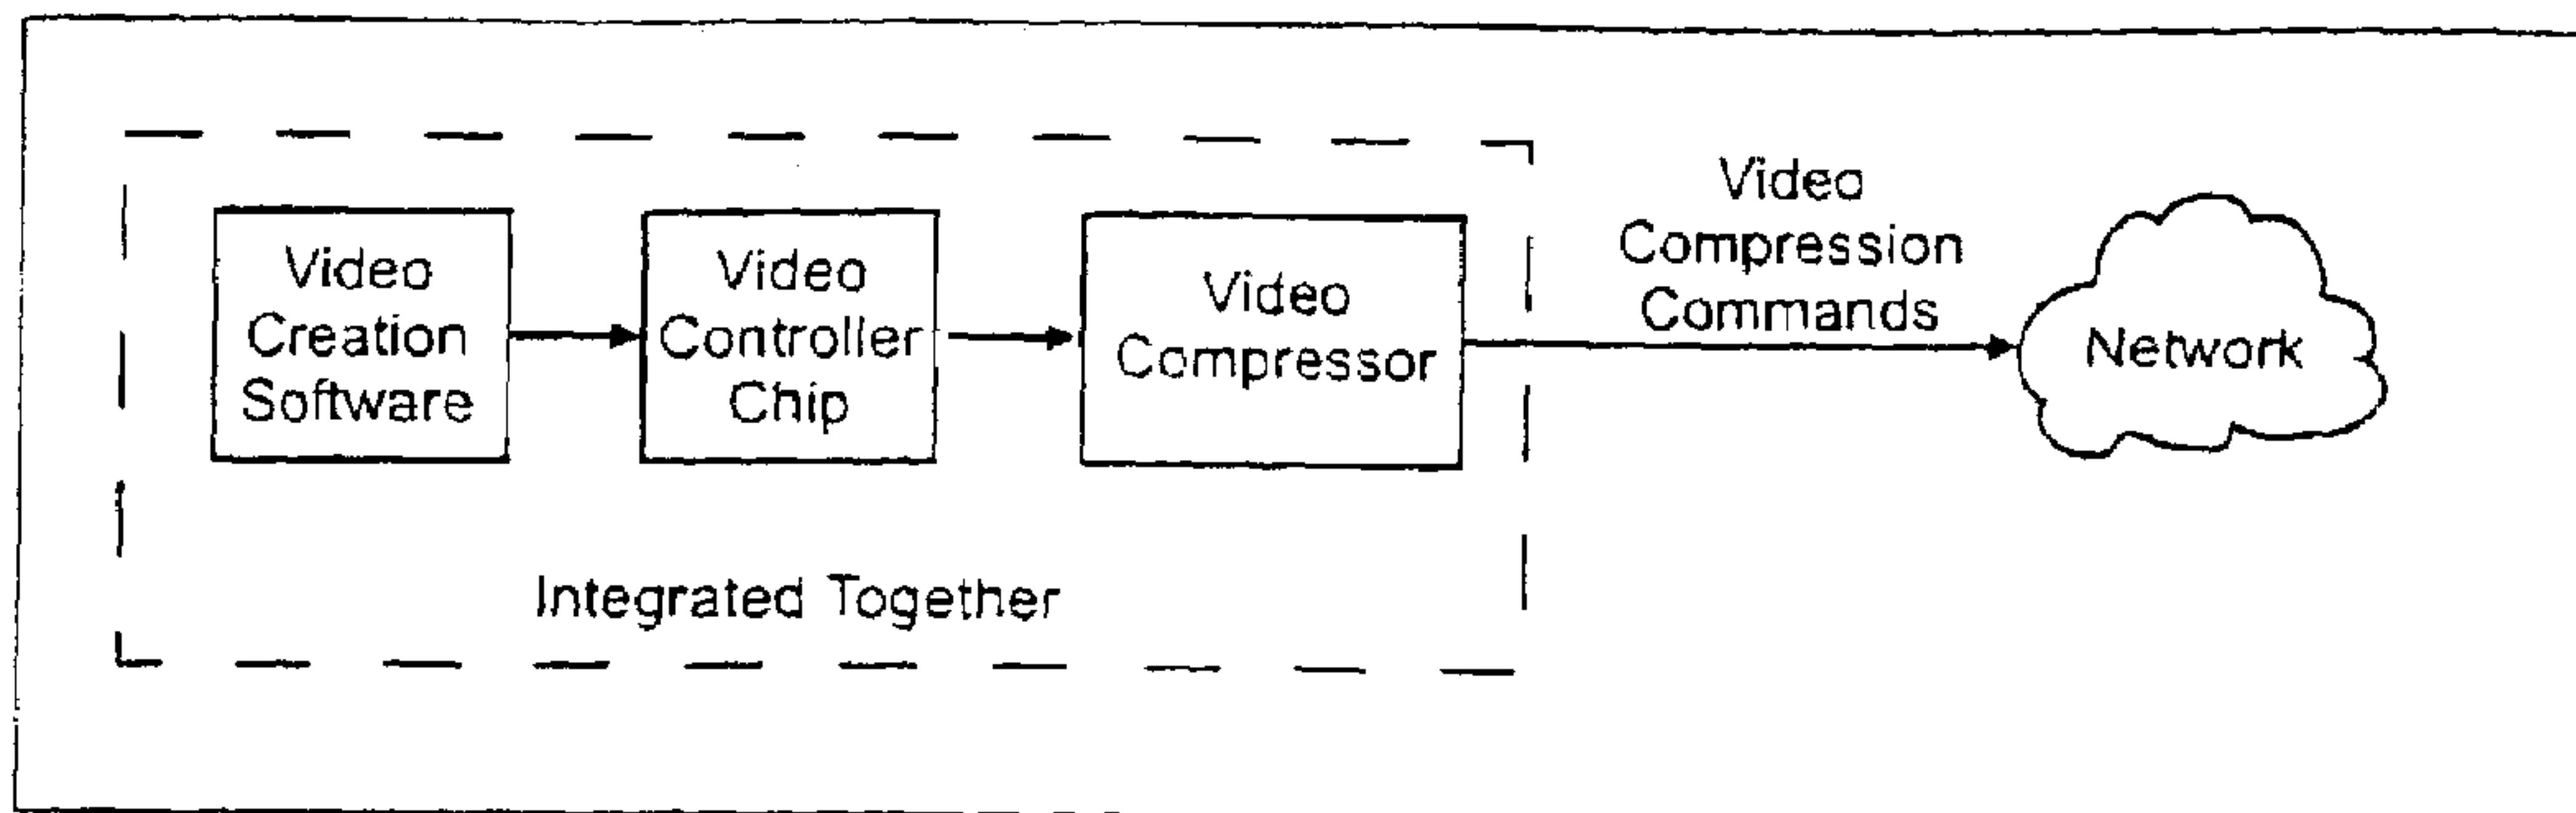 Video
Creation
Software
Video
Controller
Chip
Video
Compressor
Video
Compression
Commands
Network
Integrated Together